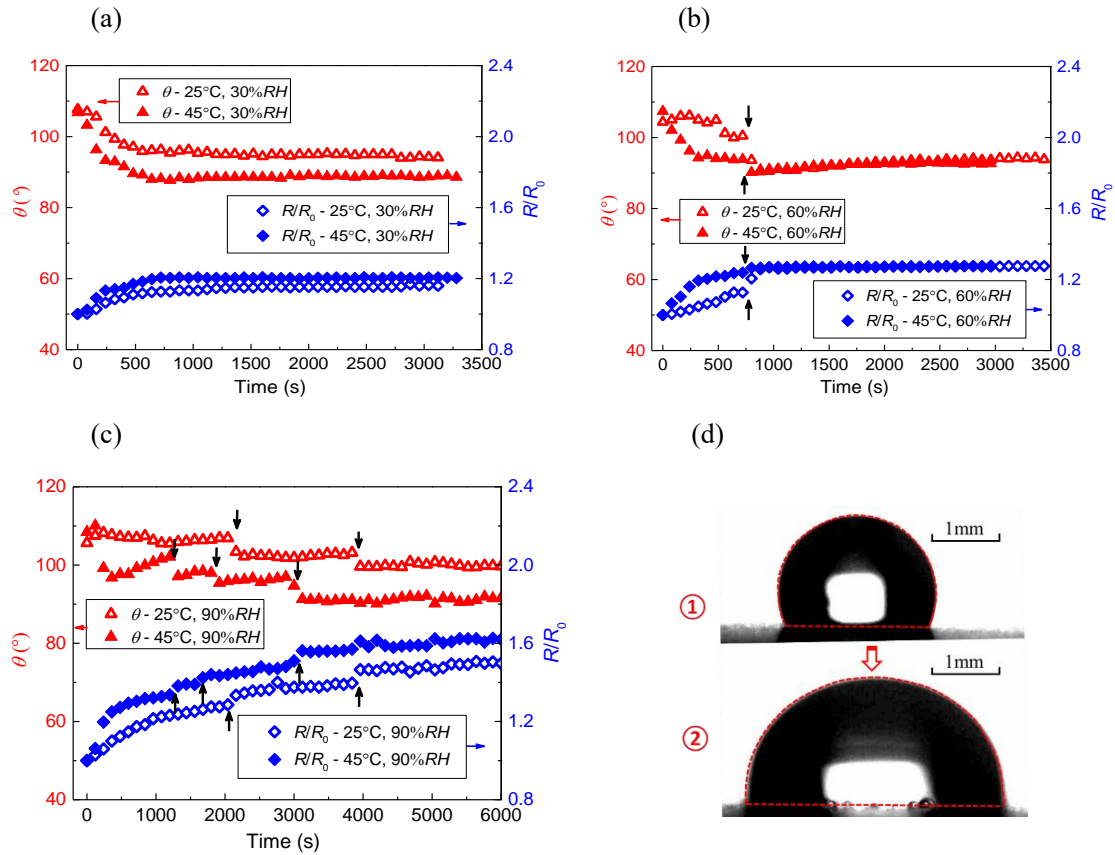 (a)
(b)
120
100
80
60
40
θ (°)
2.4
2.0
1.6
1.2
0.8
R/R0
0 500 1000 1500 2000 2500 3000 3500
Time (s)
θ - 25°C, 30%RH
θ - 45°C, 30%RH
R/R0 - 25°C, 30%RH
R/R0 - 45°C, 30%RH
120
100
80
60
40
θ (°)
2.4
2.0
1.6
1.2
0.8
R/R0
0 500 1000 1500 2000 2500 3000 3500
Time (s)
θ - 25°C, 60%RH
θ - 45°C, 60%RH
R/R0 - 25°C, 60%RH
R/R0 - 45°C, 60%RH
(c)
(d)
120
100
80
60
40
θ (°)
2.4
2.0
1.6
1.2
0.8
R/R0
0 1000 2000 3000 4000 5000 6000
Time (s)
θ - 25°C, 90%RH
θ - 45°C, 90%RH
R/R0 - 25°C, 90%RH
R/R0 - 45°C, 90%RH
1mm
①
1mm
②